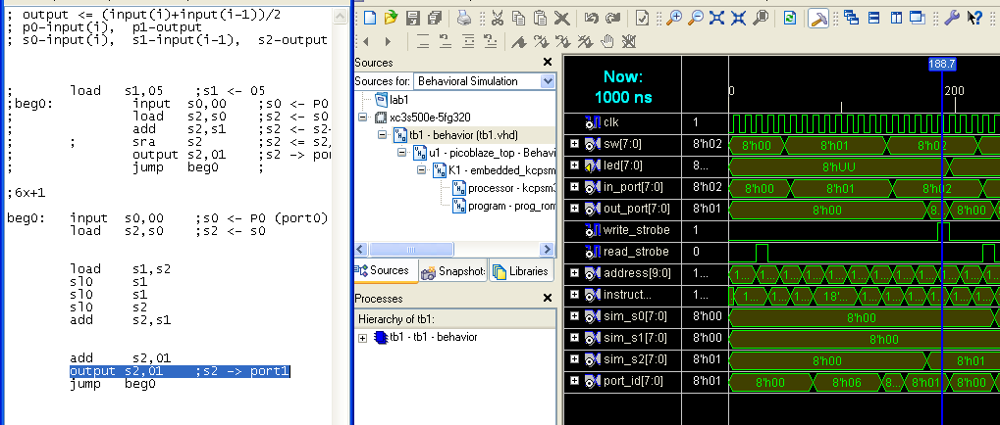 ; output <= (input(i)+input(i-1))/2
; p0-input(i), p1-output
; s0-input(i), s1-input(i-1), s2-output
; load s1,05 ;s1 <- 05
;beg0: input s0,00 ;s0 <- P0
; load s2,s0 ;s2 <- s0
; add s2,s1 ;s2 <- s2
; ; sra s2 ;s2 <= s2,
; output s2,01 ;s2 -> por
; jump beg0 ;
;6x+1
beg0: input s0,00 ;s0 <- P0 (port0)
load s2,s0 ;s2 <- s0
load s1,s2
sl0 s1
sl0 s1
sl0 s2
add s2,s1
add s2,01
output s2,01 ;s2 -> port1
jump beg0
Sources
Sources for: Behavioral Simulation
lab1
xc3s500e-5fg320
tb1 - behavior (tb1.vhd)
u1 - picoblaze_top - Behavi
K1 - embedded_kcpsm
processor - kcpsm3
program - prog_rom
Sources Snapshot Libraries
Processes
Hierarchy of tb1:
tb1 - tb1 - behavior
Now:
1000 ns
188.7
0 200
clk 1
sw[7:0] 8'h02 8'h00 8'h01 8'h02
led[7:0] 8... 8'hUU
in_port[7:0] 8'h02 8'h00 8'h01 8'h02
out_port[7:0] 8'h01 8'h00 8... 8'h00
write_strobe 1
read_strobe 0
address[9:0] 1... 1... 1... 1... 1... 1... 1... 1... 1... 1... 1...
instruct... 1... 1... 1... 18'... 1... 1... 1... 1... 1...
sim_s0[7:0] 8'h00 8'h00
sim_s1[7:0] 8'h00 8'h00
sim_s2[7:0] 8'h01 8'h00 8'h01
port_id[7:0] 8'h01 8'h00 8'h06 8... 8'h01 8'h00